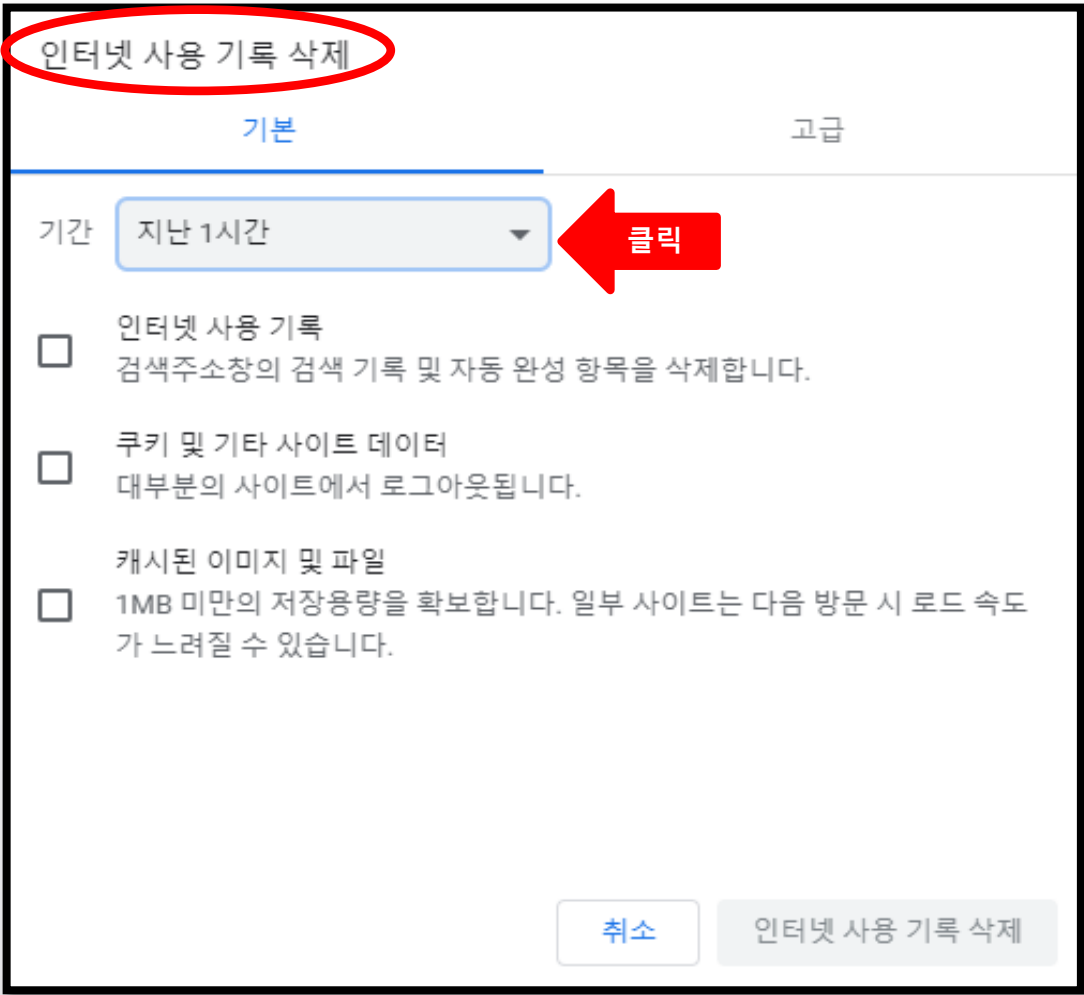 인터넷 사용 기록 삭제
기본 고급
기간 지난 1시간 클릭
인터넷 사용 기록
검색주소창의 검색 기록 및 자동 완성 항목을 삭제합니다.
쿠키 및 기타 사이트 데이터
대부분의 사이트에서 로그아웃됩니다.
캐시된 이미지 및 파일
1MB 미만의 저장용량을 확보합니다. 일부 사이트는 다음 방문 시 로드 속도
가 느려질 수 있습니다.
취소 인터넷 사용 기록 삭제